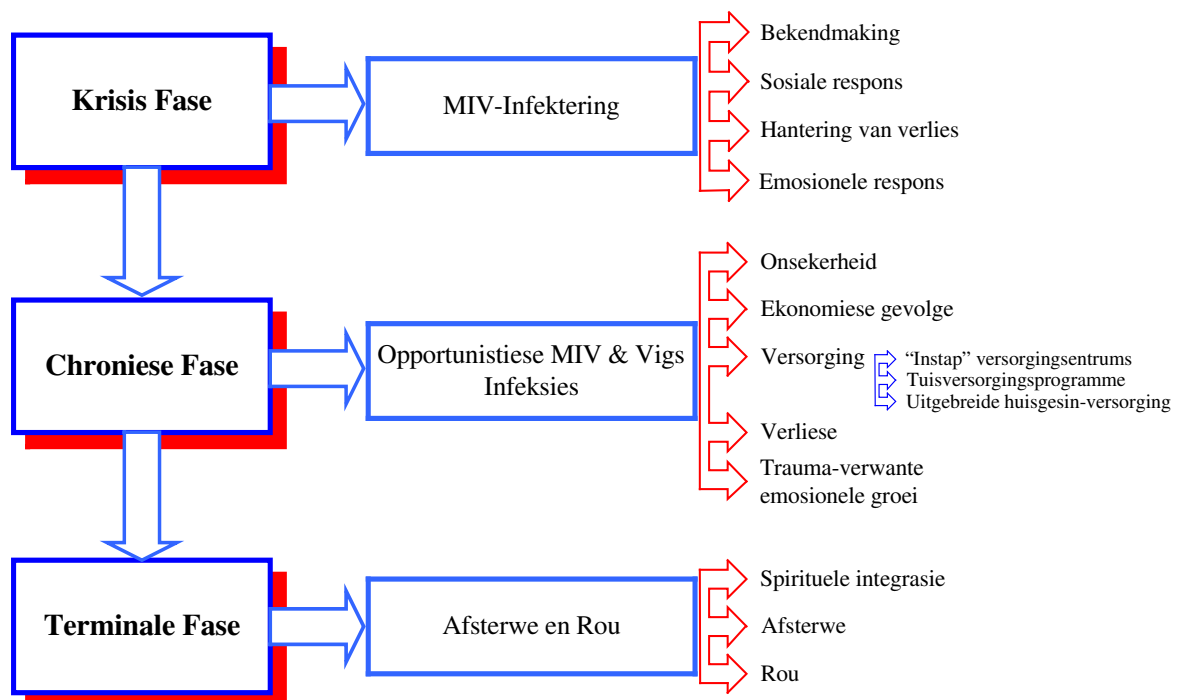 Krisis Fase
MIV-Infektering
Bekendmaking
Sosiale respons
Hantering van verlies
Emosionele respons
Chroniese Fase
Opportunistiese MIV & Vigs
Infeksies
Onsekerheid
Ekonomiese gevolge
Versorging
“Instap” versorgingsentrums
Tuisversorgingsprogramme
Uitgebreide huisgesin-versorging
Verliese
Trauma-verwante
emosionele groei
Terminale Fase
Afsterwe en Rou
Spirituele integrasie
Afsterwe
Rou